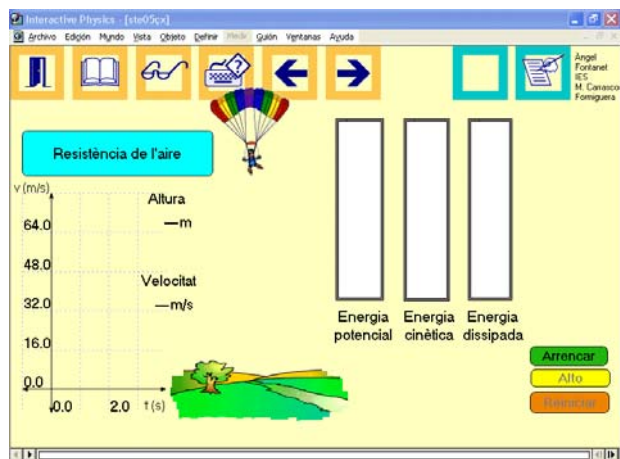 Interactive Physics - [ste05çx]
Archivo Edición Mundo Vista Objeto Definir Medir Guión Ventanas Ayuda
Angel
Fontanet
IES
M. Carrasco
Formiguera
Resistència de l'aire
v (m/s)
64.0
48.0
32.0
16.0
0.0
0.0 2.0 t (s)
Altura
—m
Velocitat
—m/s
Energia potencial
Energia cinètica
Energia dissipada
Arrencar
Alto
Reiniciar